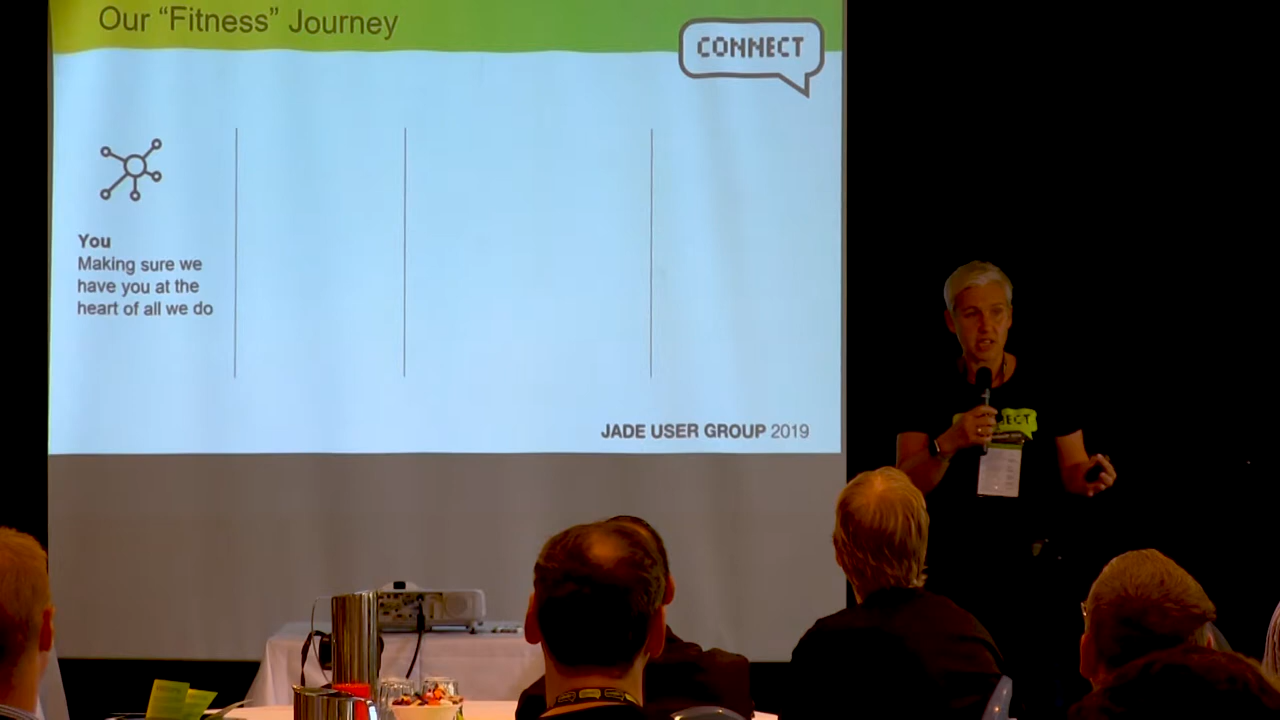 Our “Fitness” Journey
CONNECT
You
Making sure we
have you at the
heart of all we do
JADE USER GROUP 2019